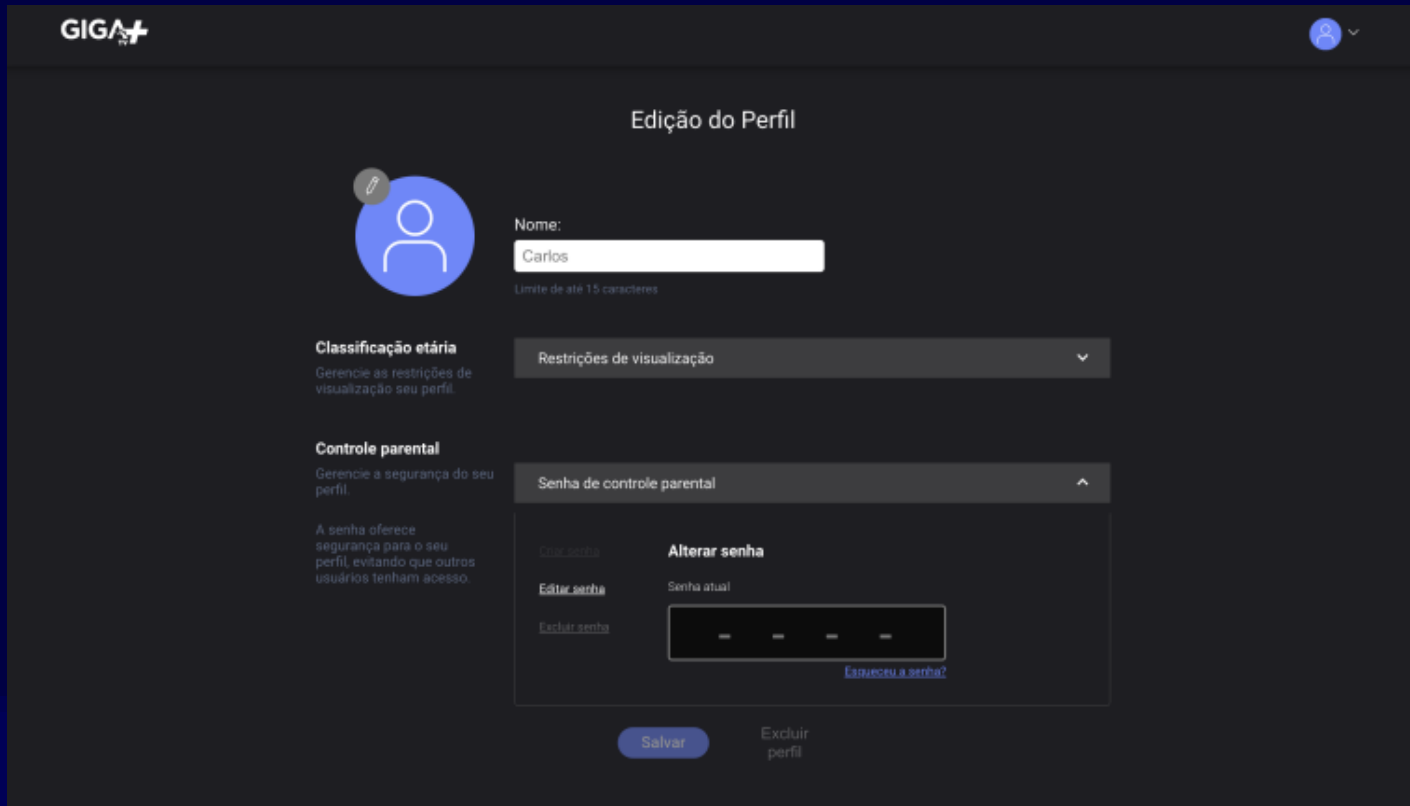 GIGA+
TV
Edição do Perfil
Nome:
Carlos
Limite de até 15 caracteres
Classificação etária
Gerencie as restrições de
visualização seu perfil.
Restrições de visualização
Controle parental
Gerencie a segurança do seu
perfil.
A senha oferece
segurança para o seu
perfil, evitando que outros
usuários tenham acesso.
Senha de controle parental
Criar senha
Editar senha
Excluir senha
Alterar senha
Senha atual
– – – –
Esqueceu a senha?
Salvar
Excluir
perfil